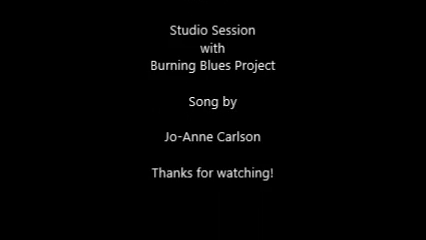 Studio Session
with
Burning Blues Project
Song by
Jo-Anne Carlson
Thanks for watching!